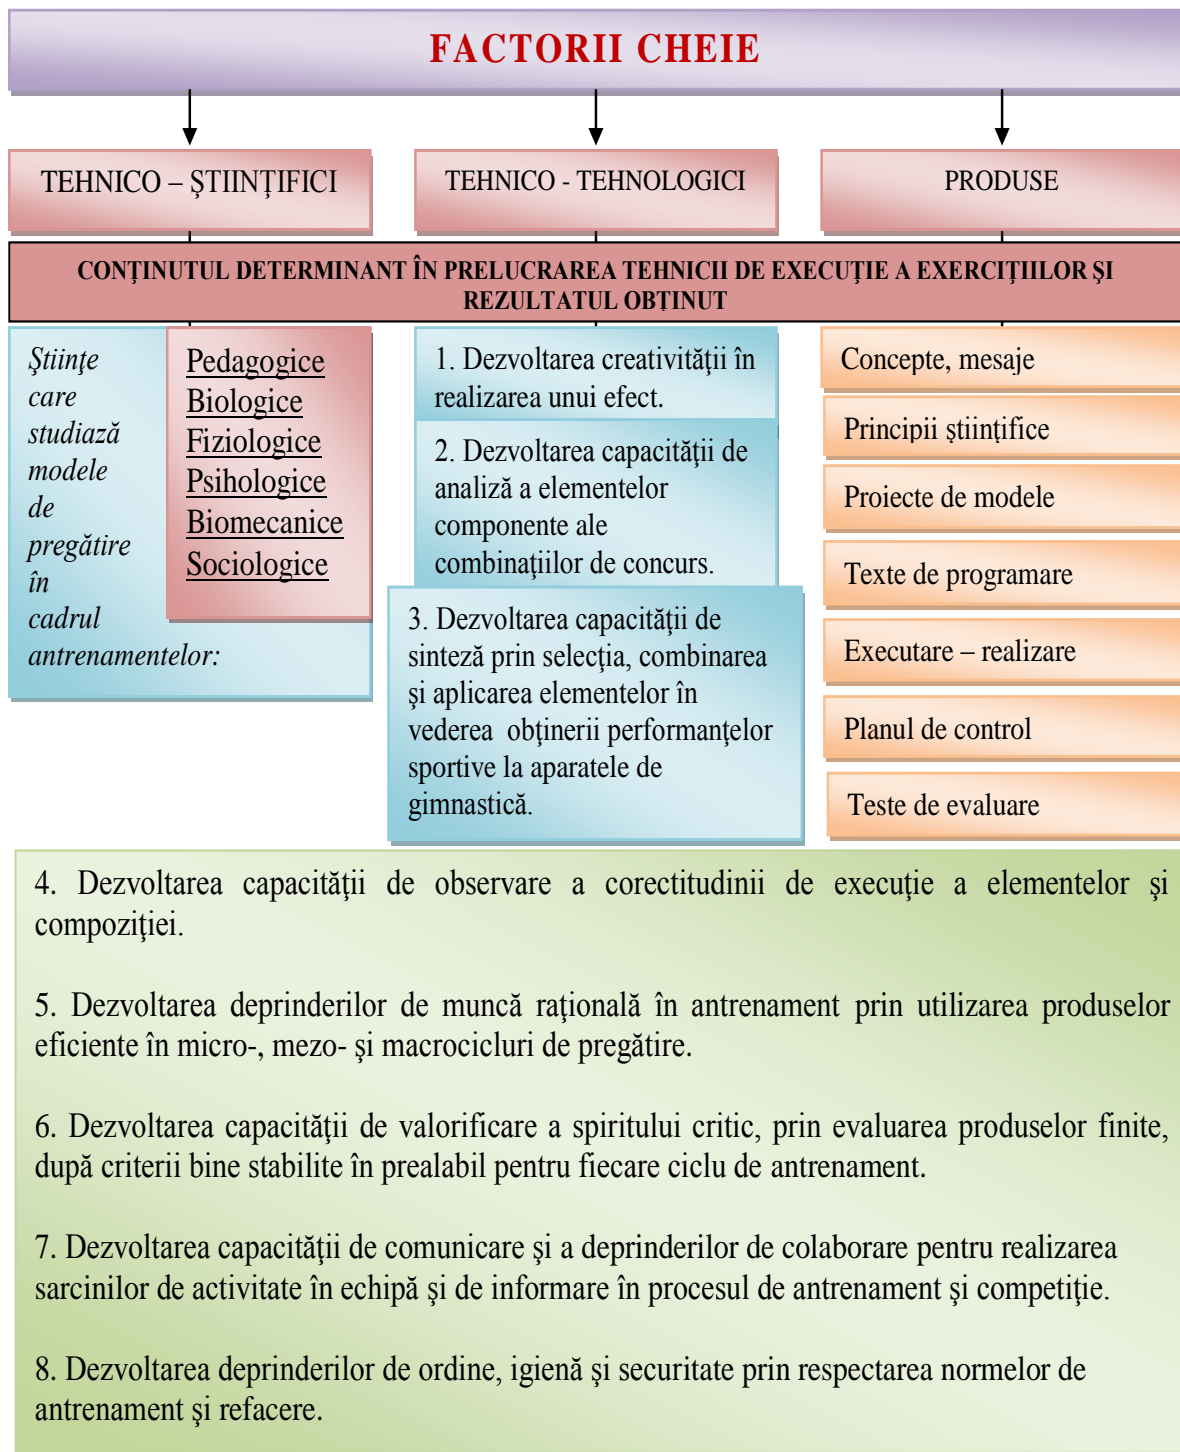 FACTORII CHEIE
TEHNICO – ŞTIINŢIFICI
TEHNICO - TEHNOLOGICI
PRODUSE
CONŢINUTUL DETERMINANT ÎN PRELUCRAREA TEHNICII DE EXECUŢIE A EXERCIŢIILOR ŞI
REZULTATUL OBŢINUT
Ştiinţe
care
studiază
modele
de
pregătire
în
cadrul
antrenamentelor:
Pedagogice
Biologice
Fiziologice
Psihologice
Biomecanice
Sociologice
1. Dezvoltarea creativităţii în
realizarea unui efect.
2. Dezvoltarea capacităţii de
analiză a elementelor
componente ale
combinaţiilor de concurs.
3. Dezvoltarea capacităţii de
sinteză prin selecţia, combinarea
şi aplicarea elementelor în
vederea  obţinerii performanţelor
sportive la aparatele de
gimnastică.
Concepte, mesaje
Principii ştiinţifice
Proiecte de modele
Texte de programare
Executare – realizare
Planul de control
Teste de evaluare
4. Dezvoltarea capacităţii de observare a corectitudinii de execuţie a elementelor şi
compoziţiei.
5. Dezvoltarea deprinderilor de muncă raţională în antrenament prin utilizarea produselor
eficiente în micro-, mezo- şi macrocicluri de pregătire.
6. Dezvoltarea capacităţii de valorificare a spiritului critic, prin evaluarea produselor finite,
după criterii bine stabilite în prealabil pentru fiecare ciclu de antrenament.
7. Dezvoltarea capacităţii de comunicare şi a deprinderilor de colaborare pentru realizarea
sarcinilor de activitate în echipă şi de informare în procesul de antrenament şi competiţie.
8. Dezvoltarea deprinderilor de ordine, igienă şi securitate prin respectarea normelor de
antrenament şi refacere.